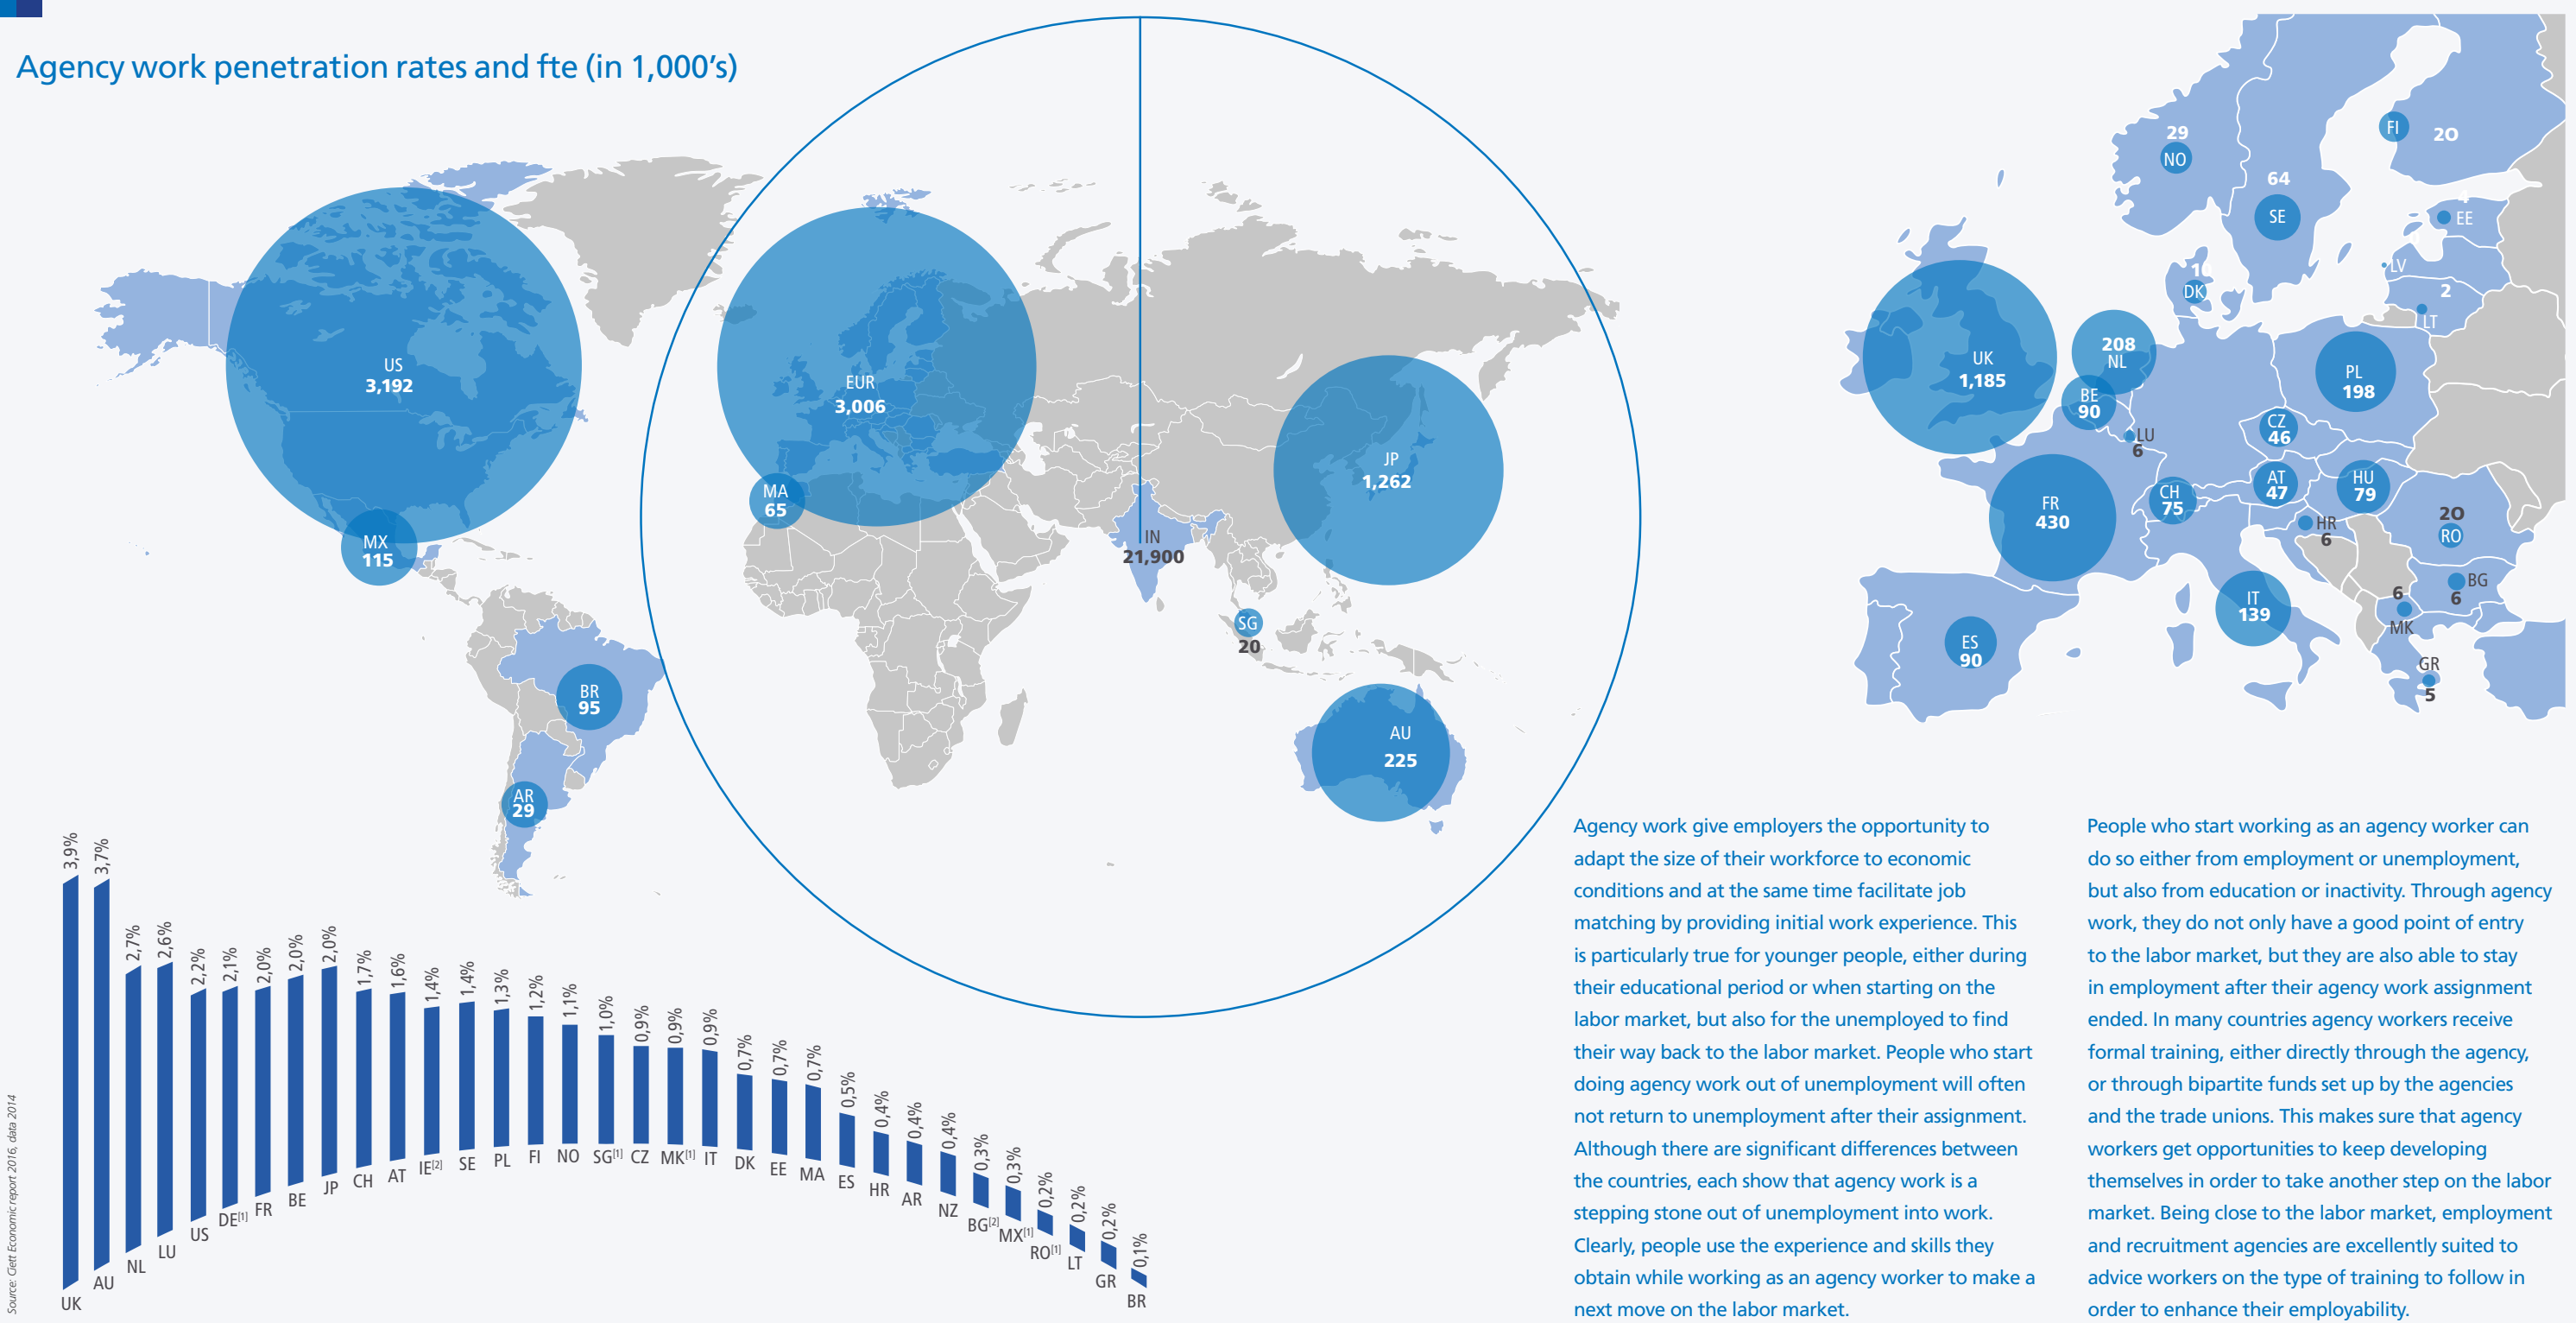 Agency work penetration rates and fte (in 1,000's)
US
3,192
MX
115
BR
95
AR
29
EUR
3,006
MA
65
IN
21,900
JP
1,262
SG
20
AU
225
29
NO
64
SE
FI
20
4
EE
LV
2
LT
10
DK
UK
1,185
208
NL
BE
90
LU
6
PL
198
CZ
46
AT
47
HU
79
CH
75
FR
430
HR
6
20
RO
BG
6
6
MK
IT
139
ES
90
GR
5
3,9%
UK
3,7%
AU
2,7%
NL
2,6%
LU
2,2%
US
2,1%
DE[1]
2,0%
FR
2,0%
BE
2,0%
JP
1,7%
CH
1,6%
AT
1,4%
IE[2]
1,4%
SE
1,3%
PL
1,2%
FI
1,1%
NO
1,0%
SG[1]
0,9%
CZ
0,9%
MK[1]
0,9%
IT
0,7%
DK
0,7%
EE
0,7%
MA
0,5%
ES
0,4%
HR
0,4%
AR
0,4%
NZ
0,3%
BG[2]
0,3%
MX[1]
0,2%
RO[1]
0,2%
LT
0,2%
GR
0,1%
BR
Source: Ciett Economic report 2016, data 2014
Agency work give employers the opportunity to
adapt the size of their workforce to economic
conditions and at the same time facilitate job
matching by providing initial work experience. This
is particularly true for younger people, either during
their educational period or when starting on the
labor market, but also for the unemployed to find
their way back to the labor market. People who start
doing agency work out of unemployment will often
not return to unemployment after their assignment.
Although there are significant differences between
the countries, each show that agency work is a
stepping stone out of unemployment into work.
Clearly, people use the experience and skills they
obtain while working as an agency worker to make a
next move on the labor market.
People who start working as an agency worker can
do so either from employment or unemployment,
but also from education or inactivity. Through agency
work, they do not only have a good point of entry
to the labor market, but they are also able to stay
in employment after their agency work assignment
ended. In many countries agency workers receive
formal training, either directly through the agency,
or through bipartite funds set up by the agencies
and the trade unions. This makes sure that agency
workers get opportunities to keep developing
themselves in order to take another step on the labor
market. Being close to the labor market, employment
and recruitment agencies are excellently suited to
advice workers on the type of training to follow in
order to enhance their employability.